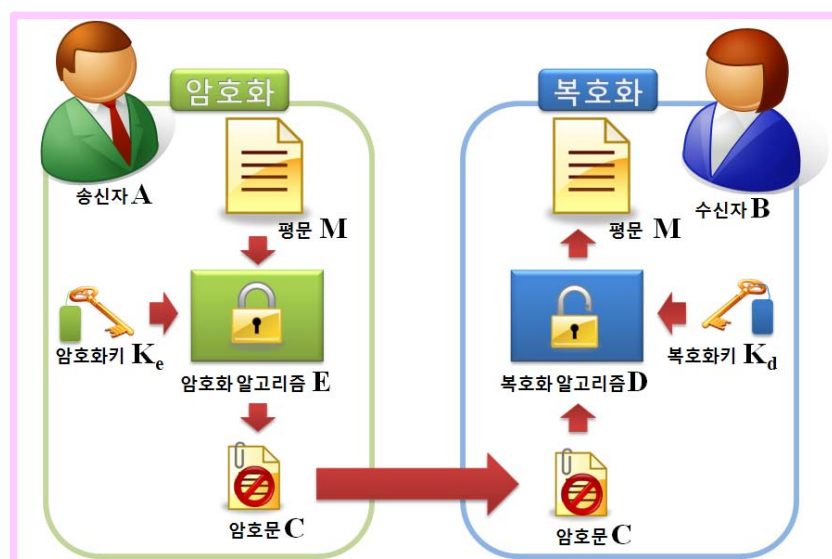 암호화
송신자 A
평문 M
암호화키 Ke
암호화 알고리즘 E
암호문 C
복호화
수신자 B
평문 M
복호화키 Kd
복호화 알고리즘 D
암호문 C